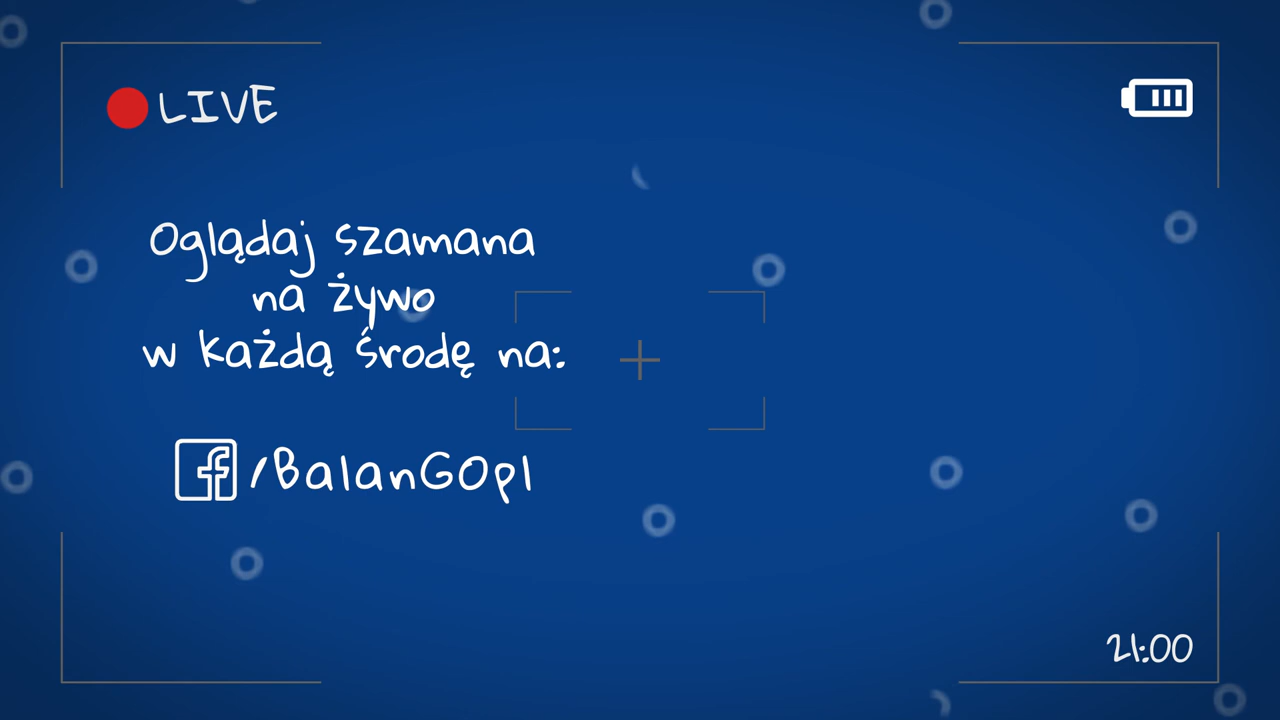 LIVE
Oglądaj szamana
na żywo
w każdą środę na:
/BalanGOpl
21:00